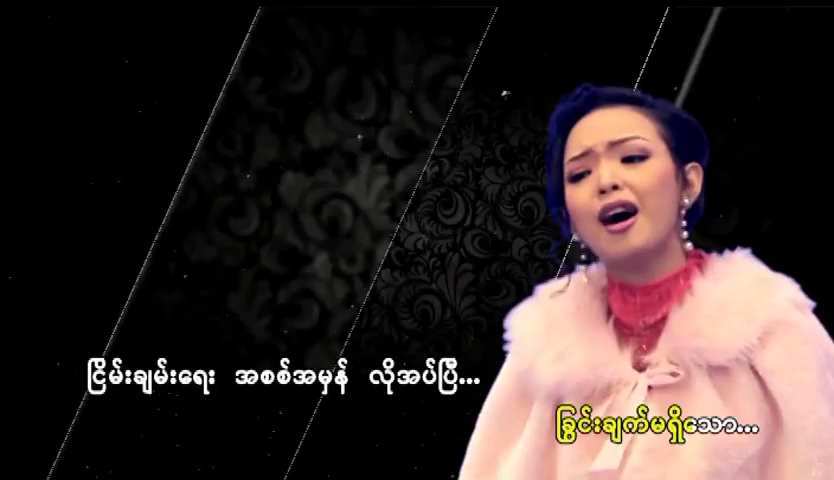 ငြိမ်းချမ်းရေး အစစ်အမှန် လိုအပ်ပြီ...
ခြွင်းချက်မရှိသော...